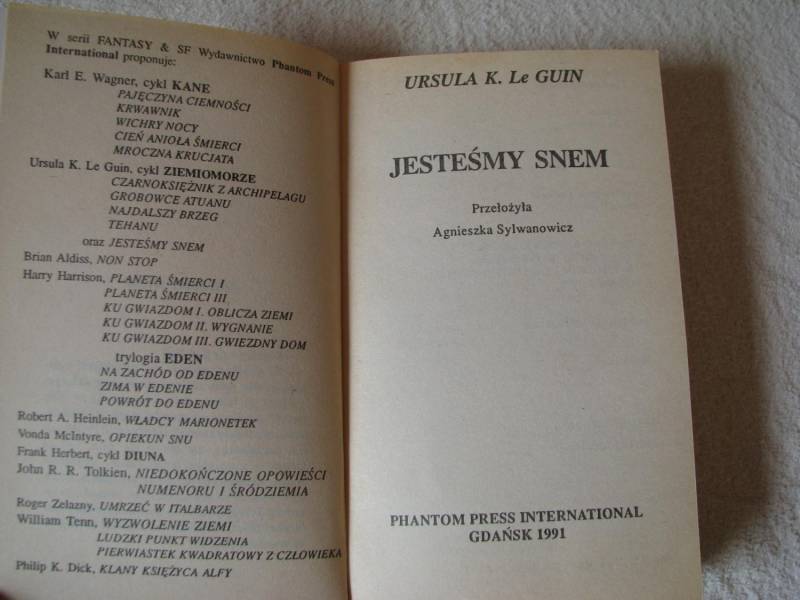 W serii FANTASY & SF Wydawnictwo Phantom Press
International proponuje:
Karl E. Wagner, cykl KANE
PAJĘCZYNA CIEMNOŚCI
KRWAWNIK
WICHRY NOCY
CIEŃ ANIOŁA ŚMIERCI
MROCZNA KRUCJATA
Ursula K. Le Guin, cykl ZIEMIOMORZE
CZARNOKSIĘŻNIK Z ARCHIPELAGU
GROBOWCE ATUANU
NAJDALSZY BRZEG
TEHANU
oraz JESTEŚMY SNEM
Brian Aldiss, NON STOP
Harry Harrison, PLANETA ŚMIERCI I
PLANETA ŚMIERCI III
KU GWIAZDOM I. OBLICZA ZIEMI
KU GWIAZDOM II. WYGNANIE
KU GWIAZDOM III. GWIEZDNY DOM
trylogia EDEN
NA ZACHÓD OD EDENU
ZIMA W EDENIE
POWRÓT DO EDENU
Robert A. Heinlein, WŁADCY MARIONETEK
Vonda McIntyre, OPIEKUN SNU
Frank Herbert, cykl DIUNA
John R. R. Tolkien, NIEDOKOŃCZONE OPOWIEŚCI
NUMENORU I ŚRÓDZIEMIA
Roger Zelazny, UMRZEĆ W ITALBARZE
William Tenn, WYZWOLENIE ZIEMI
LUDZKI PUNKT WIDZENIA
PIERWIASTEK KWADRATOWY Z CZŁOWIEKA
Philip K. Dick, KLANY KSIĘŻYCA ALFY
URSULA K. Le GUIN
JESTEŚMY SNEM
Przełożyła
Agnieszka Sylwanowicz
PHANTOM PRESS INTERNATIONAL
GDAŃSK 1991